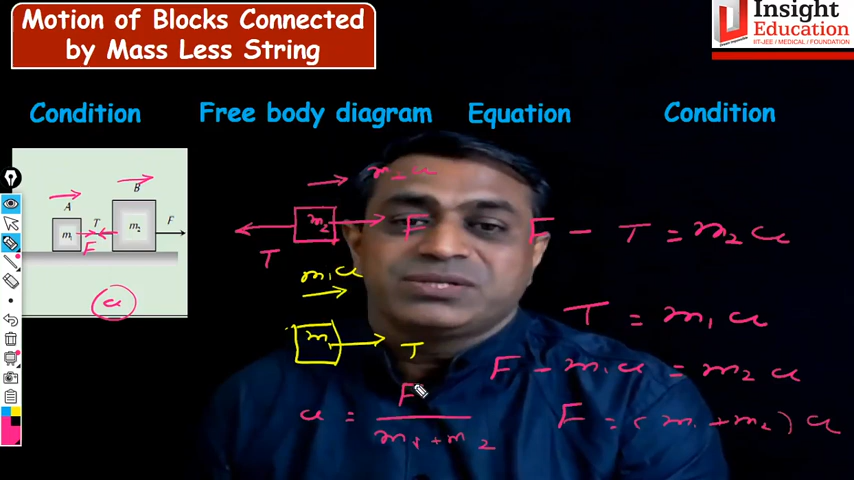 Motion of Blocks Connected
by Mass Less String
Insight
Education
IIT-JEE / MEDICAL / FOUNDATION
Condition
Free body diagram
Equation
Condition
A
B
T
F
m₁
m₂
F
a
m₂a
m₂
F
T
F - T = m₂a
m₁a
m₁
T
T = m₁a
F - m₁a = m₂a
a = F / m₁+m₂
F = (m₁+m₂)a